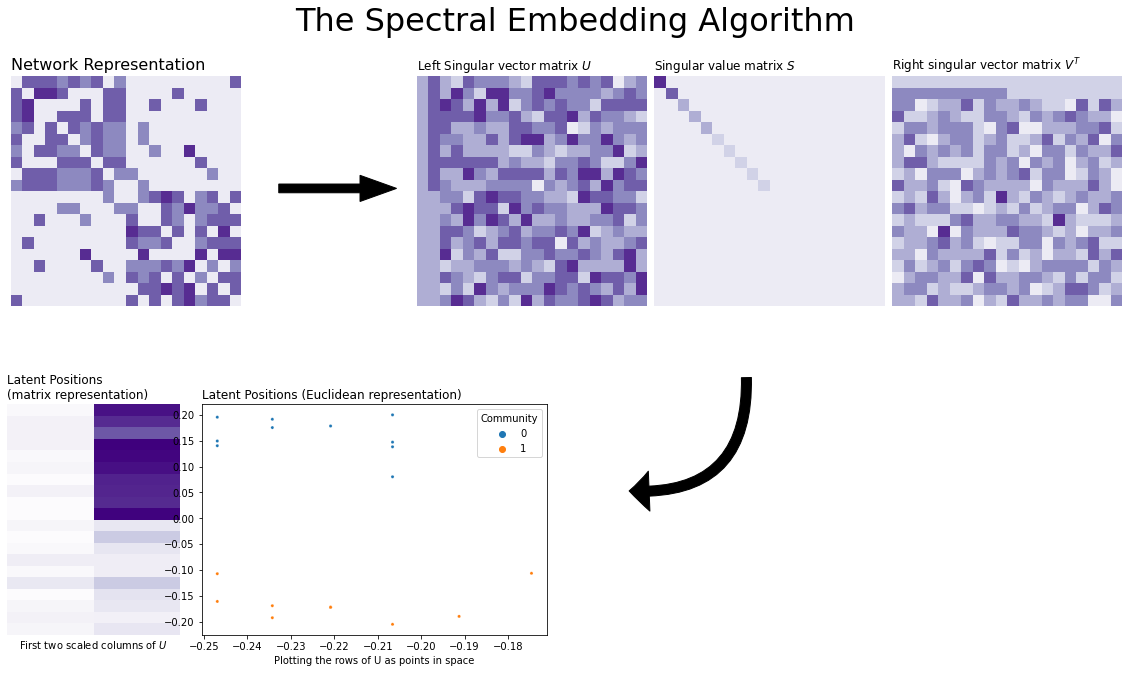 The Spectral Embedding Algorithm
Network Representation
Left Singular vector matrix U
Singular value matrix S
Right singular vector matrix V^T
Latent Positions
(matrix representation)
First two scaled columns of U
Latent Positions (Euclidean representation)
Community
0
1
0.20
0.15
0.10
0.05
0.00
−0.05
−0.10
−0.15
−0.20
−0.25 −0.24 −0.23 −0.22 −0.21 −0.20 −0.19 −0.18
Plotting the rows of U as points in space